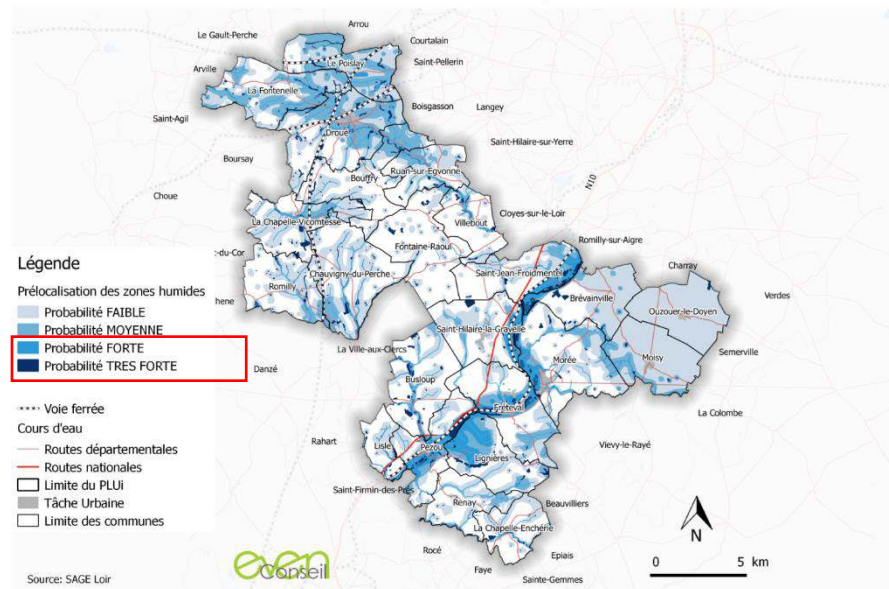 Arrou
Le Gault-Perche
Courtalain
Le Poislay
Saint-Pellerin
Arville
La Fontenelle
Boisgasson
Langey
Saint-Agil
Droué
Saint-Hilaire-sur-Yerre
Boursay
Bouffry
Ruan-sur-Egvonne
N10
Choue
La Chapelle-Vicomtesse
Villebout
Cloyes-sur-le-Loir
Fontaine-Raoul
Romilly-sur-Aigre
-du-Cor
Légende
Chauvigny-du-Perche
Saint-Jean-Froidmentel
Charray
Prélocalisation des zones humides
hene
Romilly
Brévainville
Verdes
Probabilité FAIBLE
Ouzouer-le-Doyen
Probabilité MOYENNE
Saint-Hilaire-la-Gravelle
Probabilité FORTE
La Ville-aux-Clercs
Semerville
Probabilité TRES FORTE
Danzé
Morée
Moisy
Busloup
Voie ferrée
Fréteval
La Colombe
Cours d'eau
Routes départementales
Rahart
Lisle
Pezou
Vievy-le-Rayé
Routes nationales
Lignières
Limite du PLUi
Saint-Firmin-des-Prés
Tâche Urbaine
Renay
Beauvilliers
Limite des communes
La Chapelle-Enchérie
N
Rocé
Epiais
0 5 km
even
Conseil
Faye
Source: SAGE Loir
Sainte-Gemmes